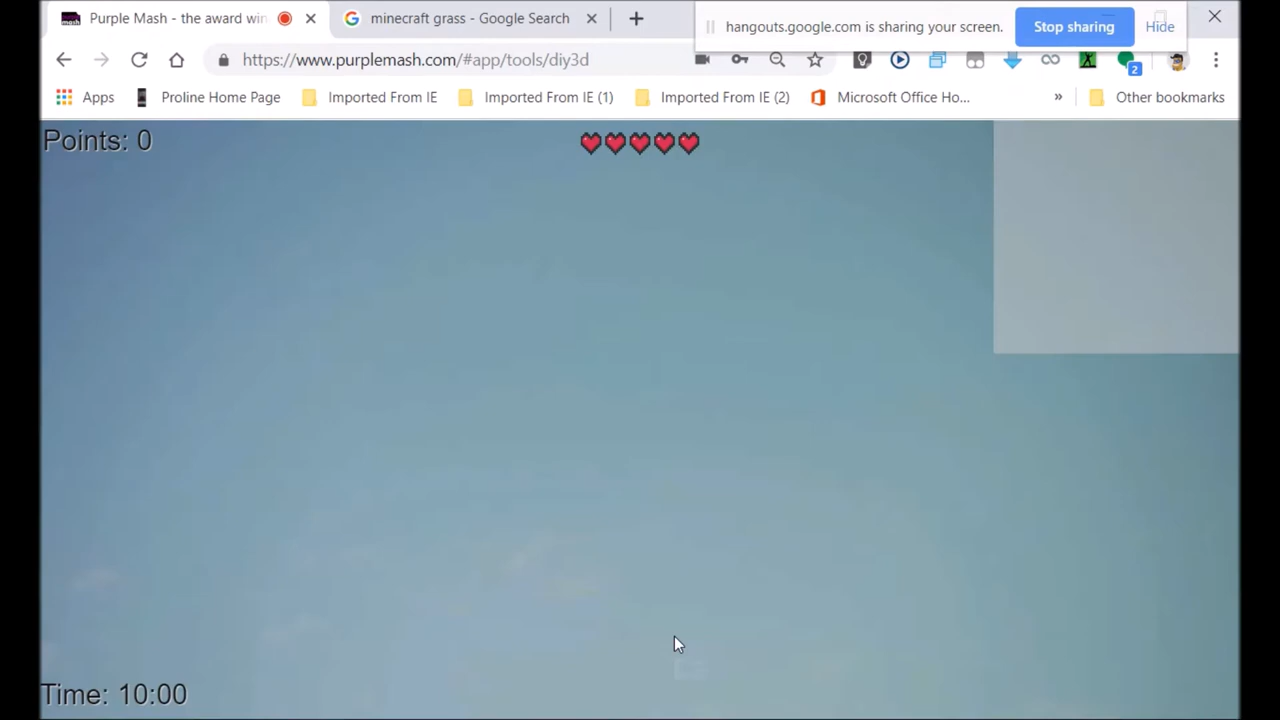 Purple Mash - the award win
minecraft grass - Google Search
hangouts.google.com is sharing your screen. Stop sharing Hide
https://www.purplemash.com/#app/tools/diy3d
2
Apps Proline Home Page Imported From IE Imported From IE (1) Imported From IE (2) Microsoft Office Ho... » Other bookmarks
Points: 0
Time: 10:00